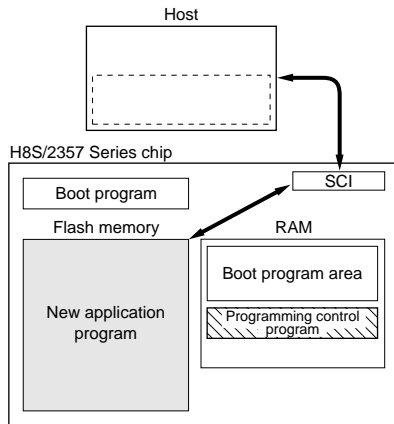 Host
H8S/2357 Series chip
SCI
Boot program
Flash memory
RAM
Boot program area
New application
program
Programming control
program